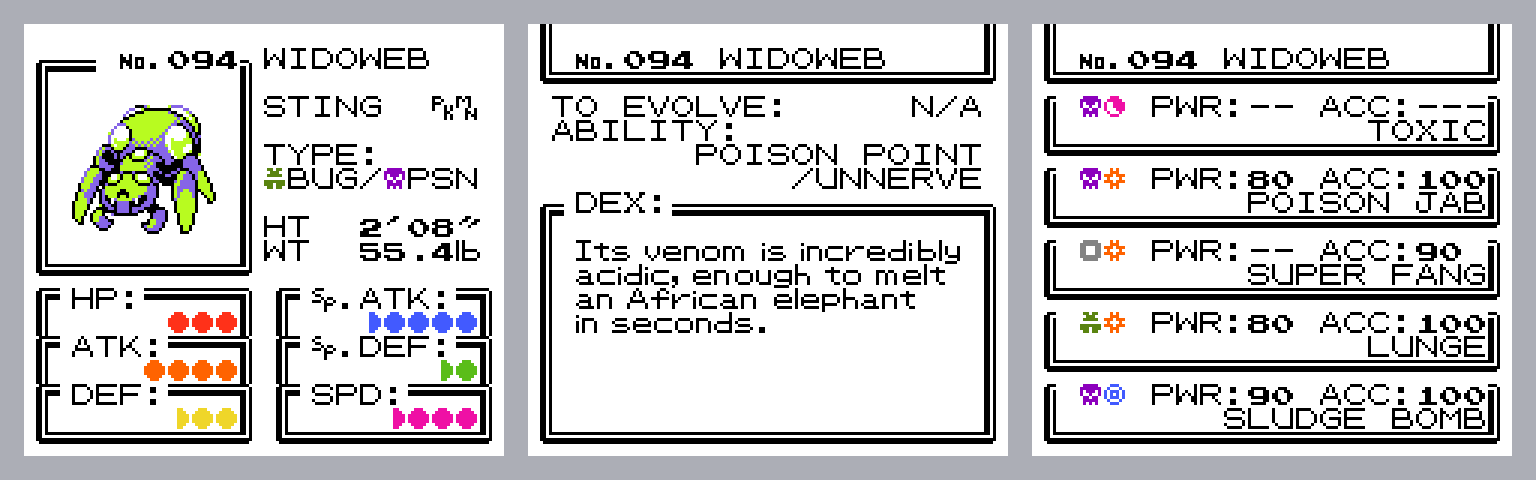 No.094 WIDOWEB
STING PKMN
TYPE:
BUG/PSN
HT 2'08"
WT 55.4lb
HP:
Sp.ATK:
ATK:
Sp.DEF:
DEF:
SPD:
No.094 WIDOWEB
TO EVOLVE: N/A
ABILITY:
POISON POINT
/UNNERVE
DEX:
Its venom is incredibly
acidic, enough to melt
an African elephant
in seconds.
No.094 WIDOWEB
PWR:-- ACC:---
TOXIC
PWR:80 ACC:100
POISON JAB
PWR:-- ACC:90
SUPER FANG
PWR:80 ACC:100
LUNGE
PWR:90 ACC:100
SLUDGE BOMB